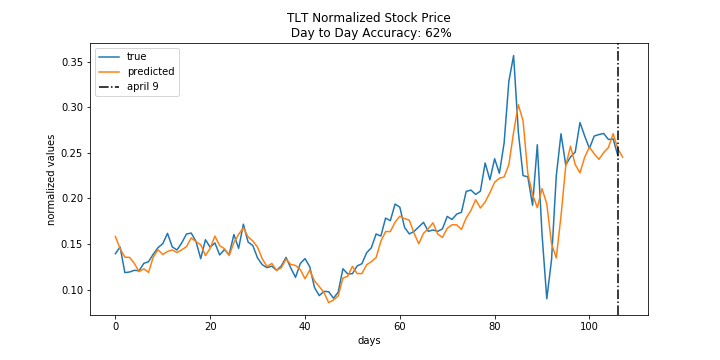 TLT Normalized Stock Price
Day to Day Accuracy: 62%
true
predicted
april 9
normalized values
0.35
0.30
0.25
0.20
0.15
0.10
0 20 40 60 80 100
days